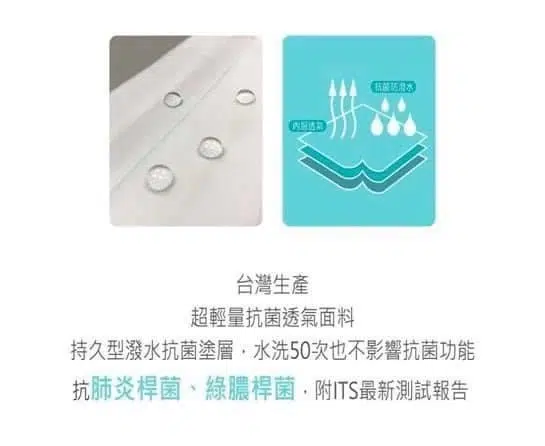 抗菌防潑水
內層透氣
台灣生產
超輕量抗菌透氣面料
持久型潑水抗菌塗層，水洗50次也不影響抗菌功能
抗肺炎桿菌、綠膿桿菌，附ITS最新測試報告